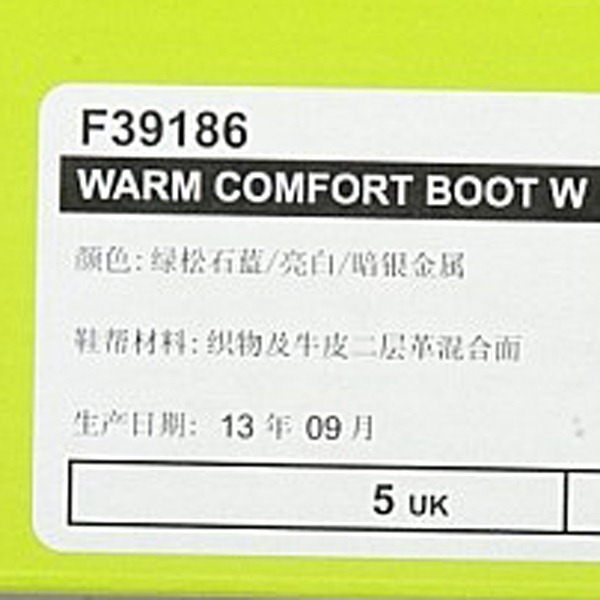 F39186
WARM COMFORT BOOT W
颜色: 绿松石蓝/亮白/暗银金属
鞋帮材料: 织物及牛皮二层革混合面
生产日期: 13 年 09 月
5 UK